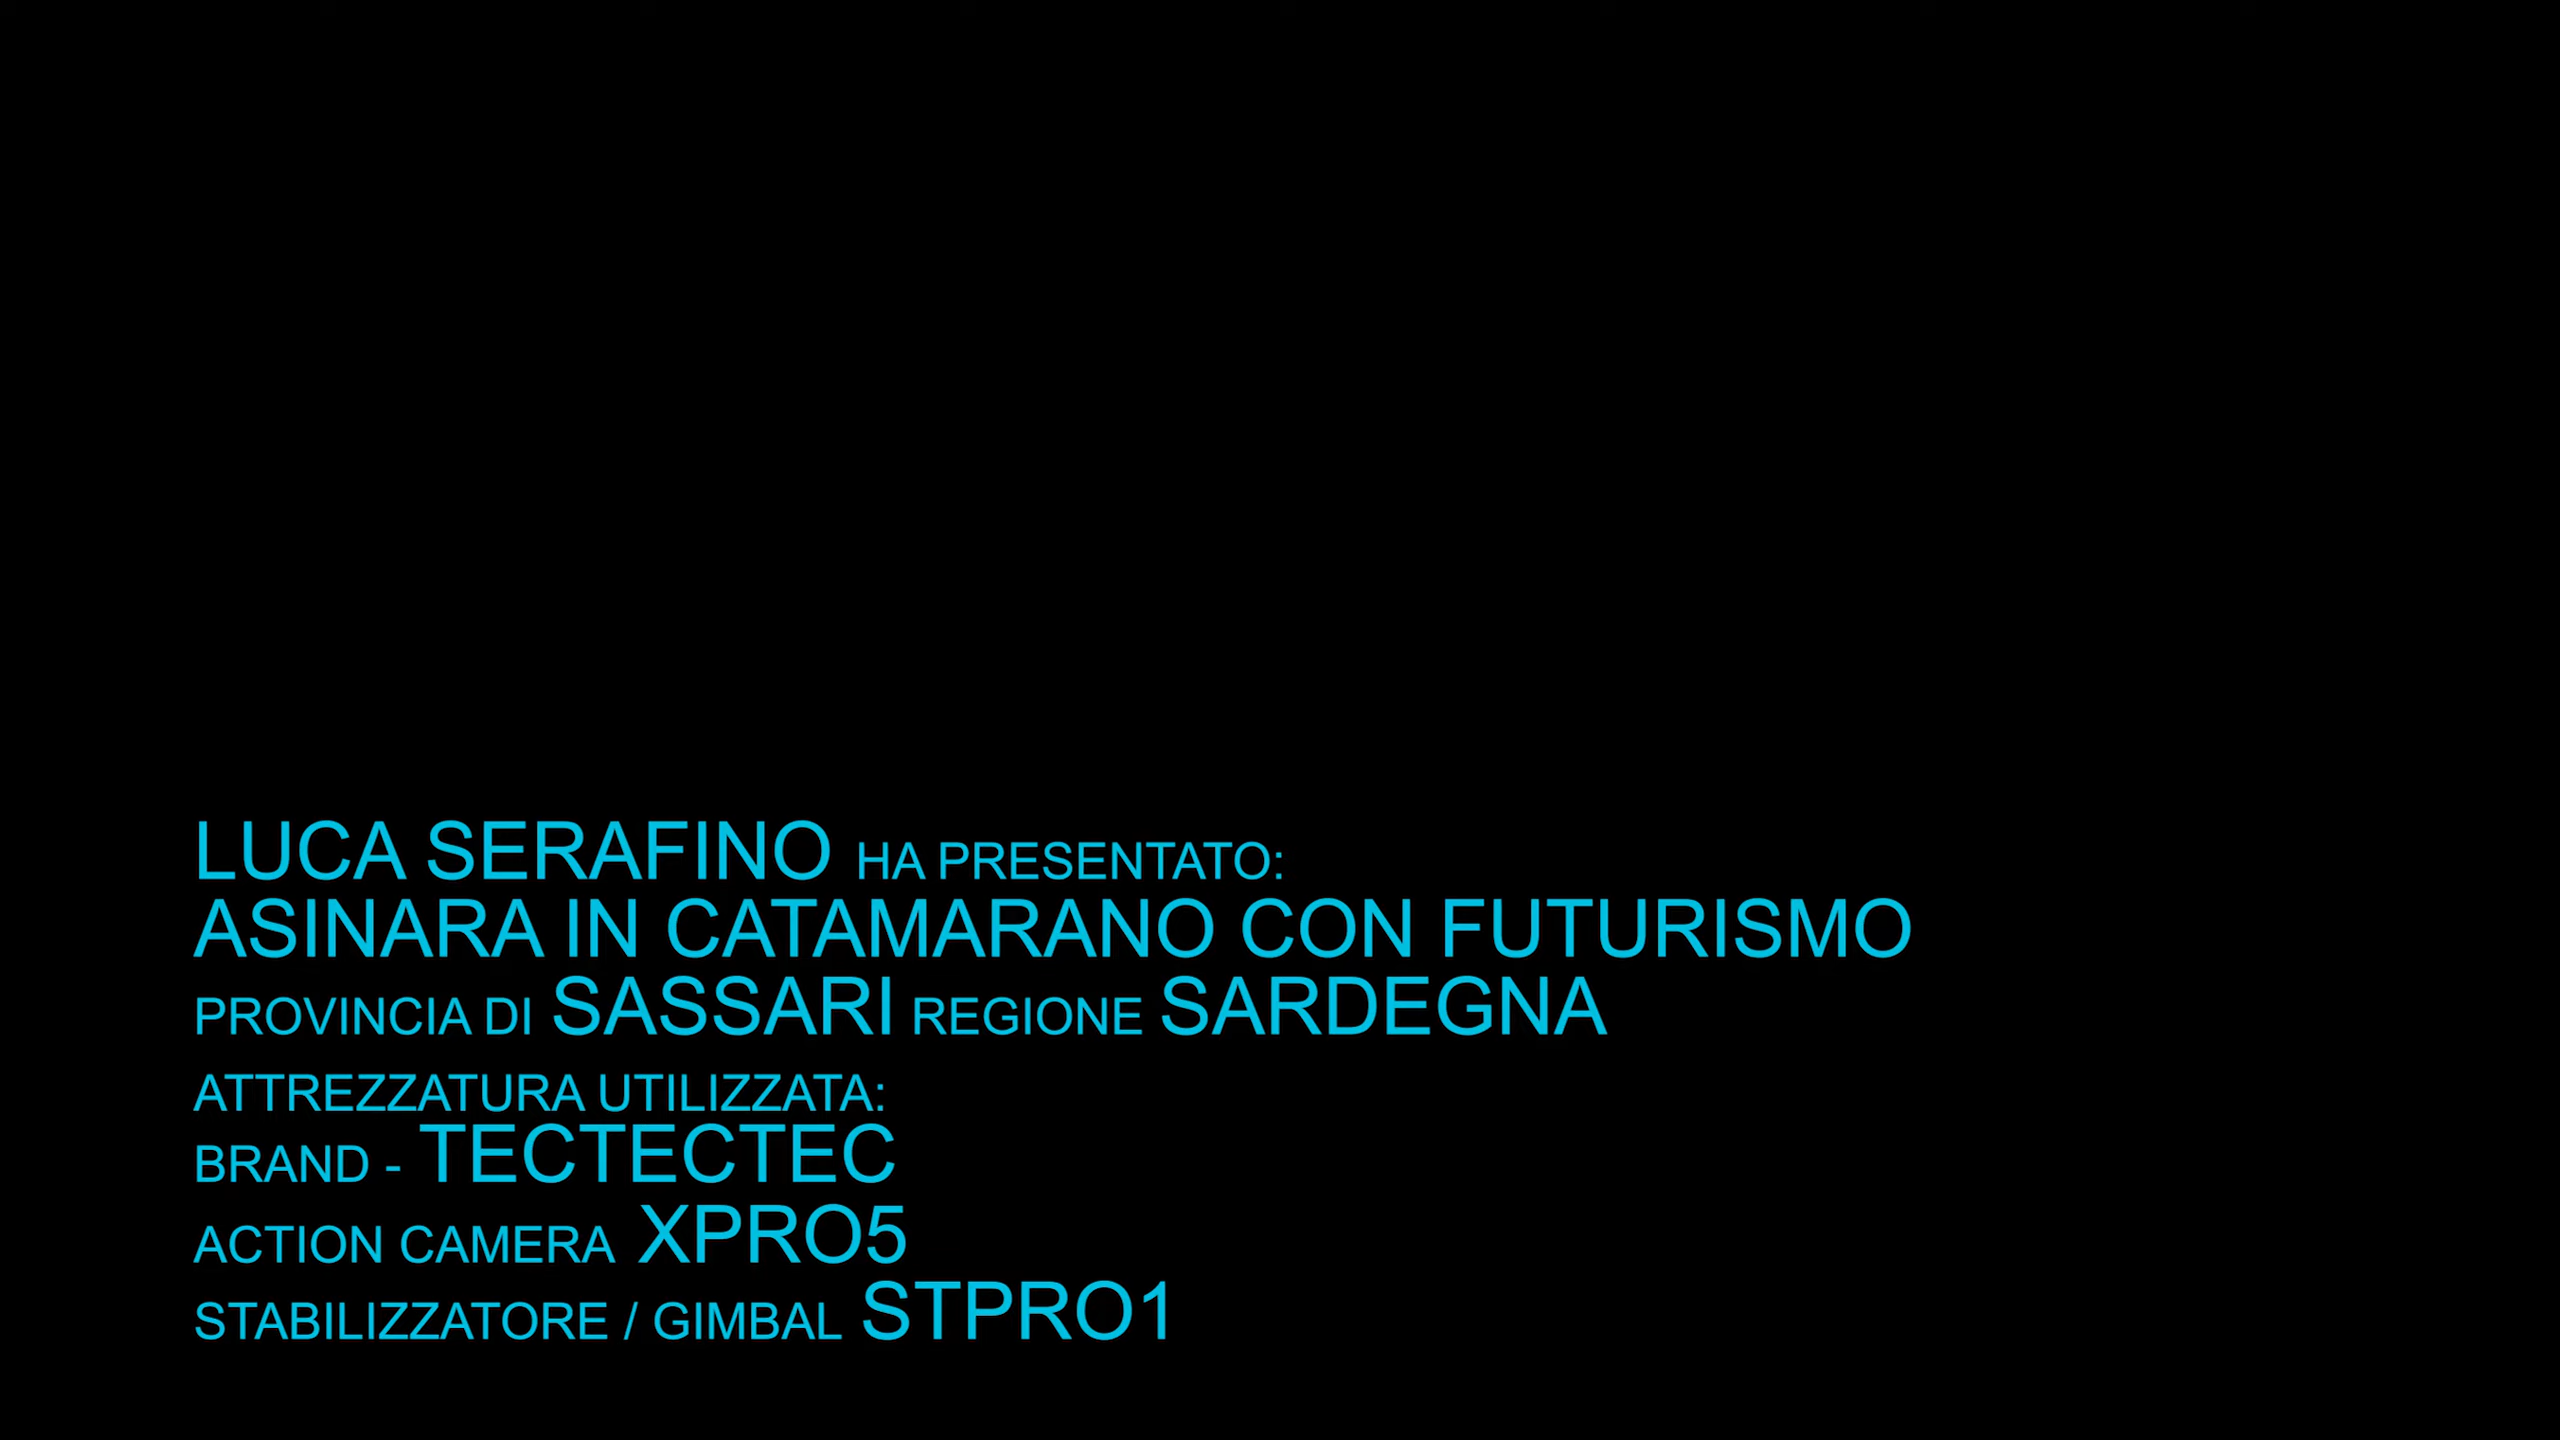 LUCA SERAFINO HA PRESENTATO:
ASINARA IN CATAMARANO CON FUTURISMO
PROVINCIA DI SASSARI REGIONE SARDEGNA
ATTREZZATURA UTILIZZATA:
BRAND - TECTECTEC
ACTION CAMERA XPRO5
STABILIZZATORE / GIMBAL STPRO1